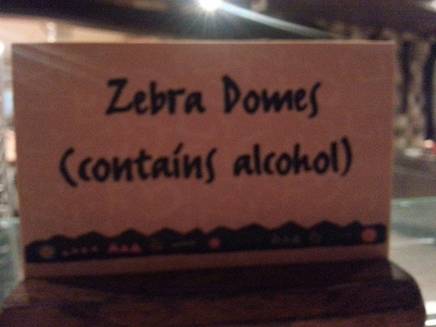 Zebra Domes
(contains alcohol)